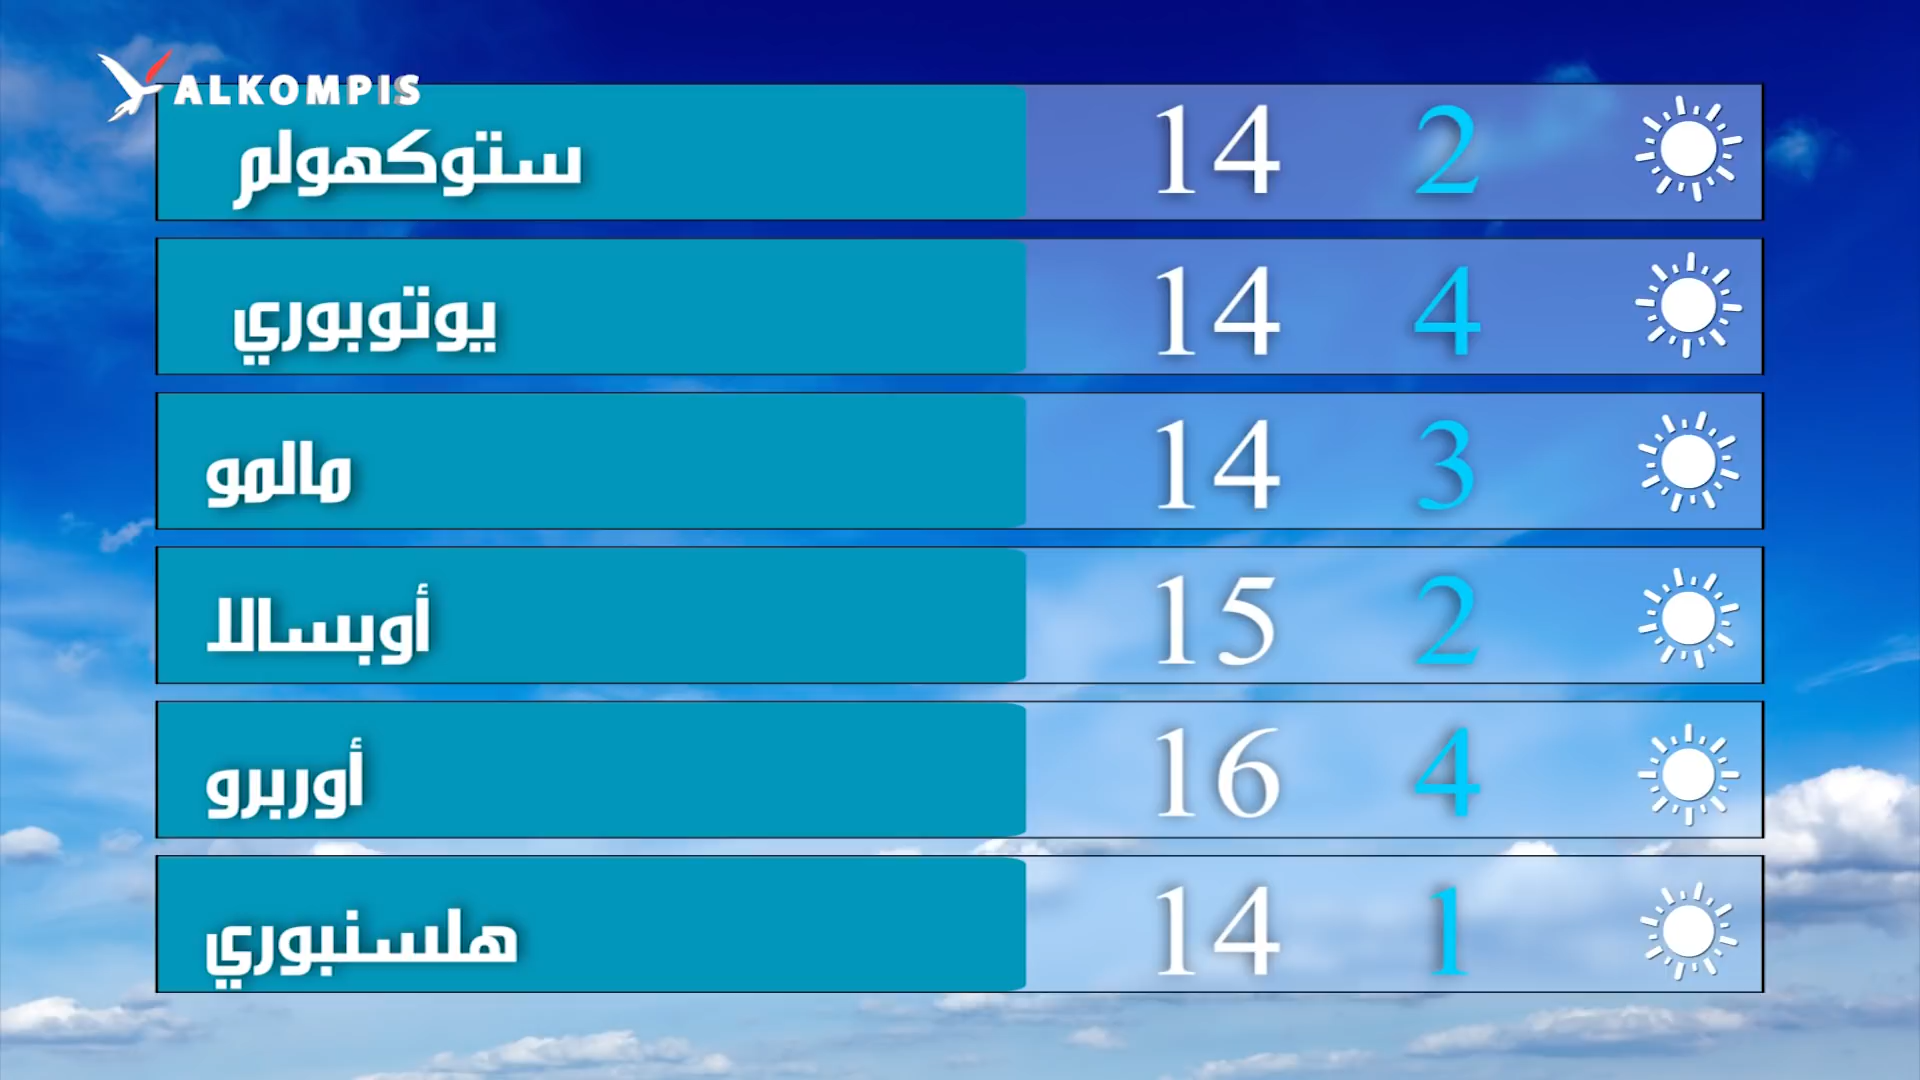 ALKOMPIS
ستوكهولم 14 2
يوتوبوري 14 4
مالمو 14 3
أوبسالا 15 2
أوربرو 16 4
هلسنبوري 14 1